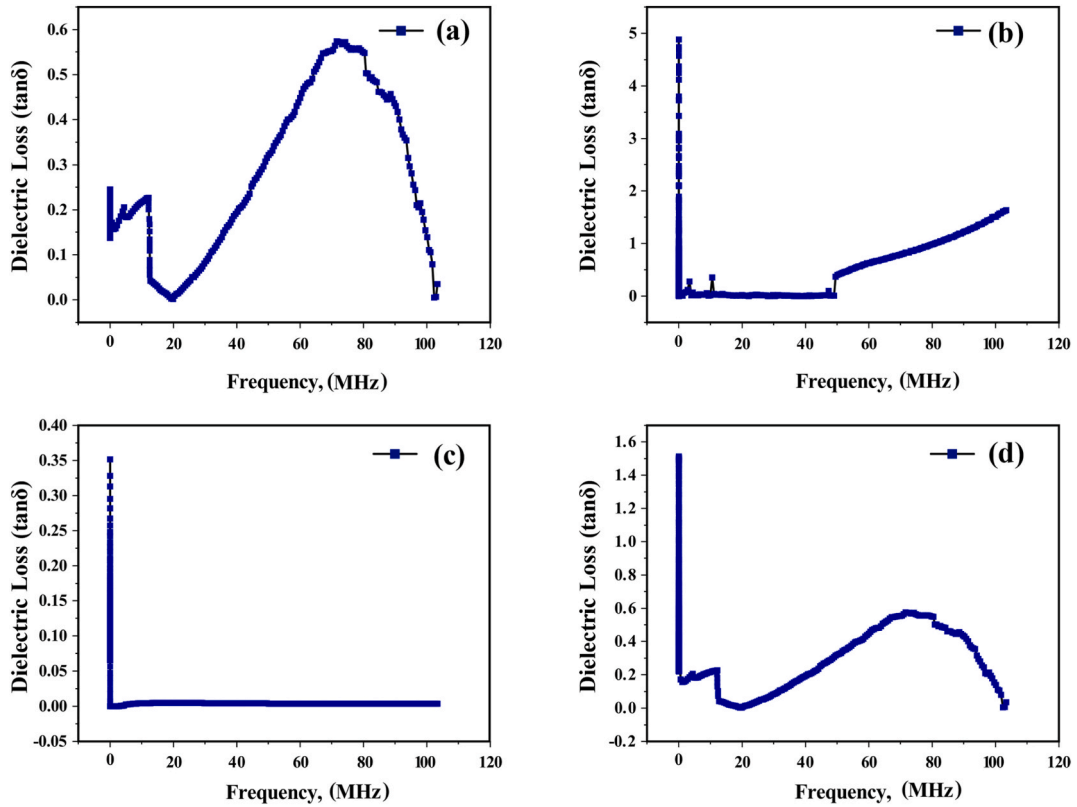 (a)
Dielectric Loss (tanδ)
0.6
0.5
0.4
0.3
0.2
0.1
0.0
0 20 40 60 80 100 120
Frequency, (MHz)
(b)
Dielectric Loss (tanδ)
5
4
3
2
1
0
0 20 40 60 80 100 120
Frequency, (MHz)
(c)
Dielectric Loss (tanδ)
0.40
0.35
0.30
0.25
0.20
0.15
0.10
0.05
0.00
-0.05
0 20 40 60 80 100 120
Frequency, (MHz)
(d)
Dielectric Loss (tanδ)
1.6
1.4
1.2
1.0
0.8
0.6
0.4
0.2
0.0
-0.2
0 20 40 60 80 100 120
Frequency, (MHz)